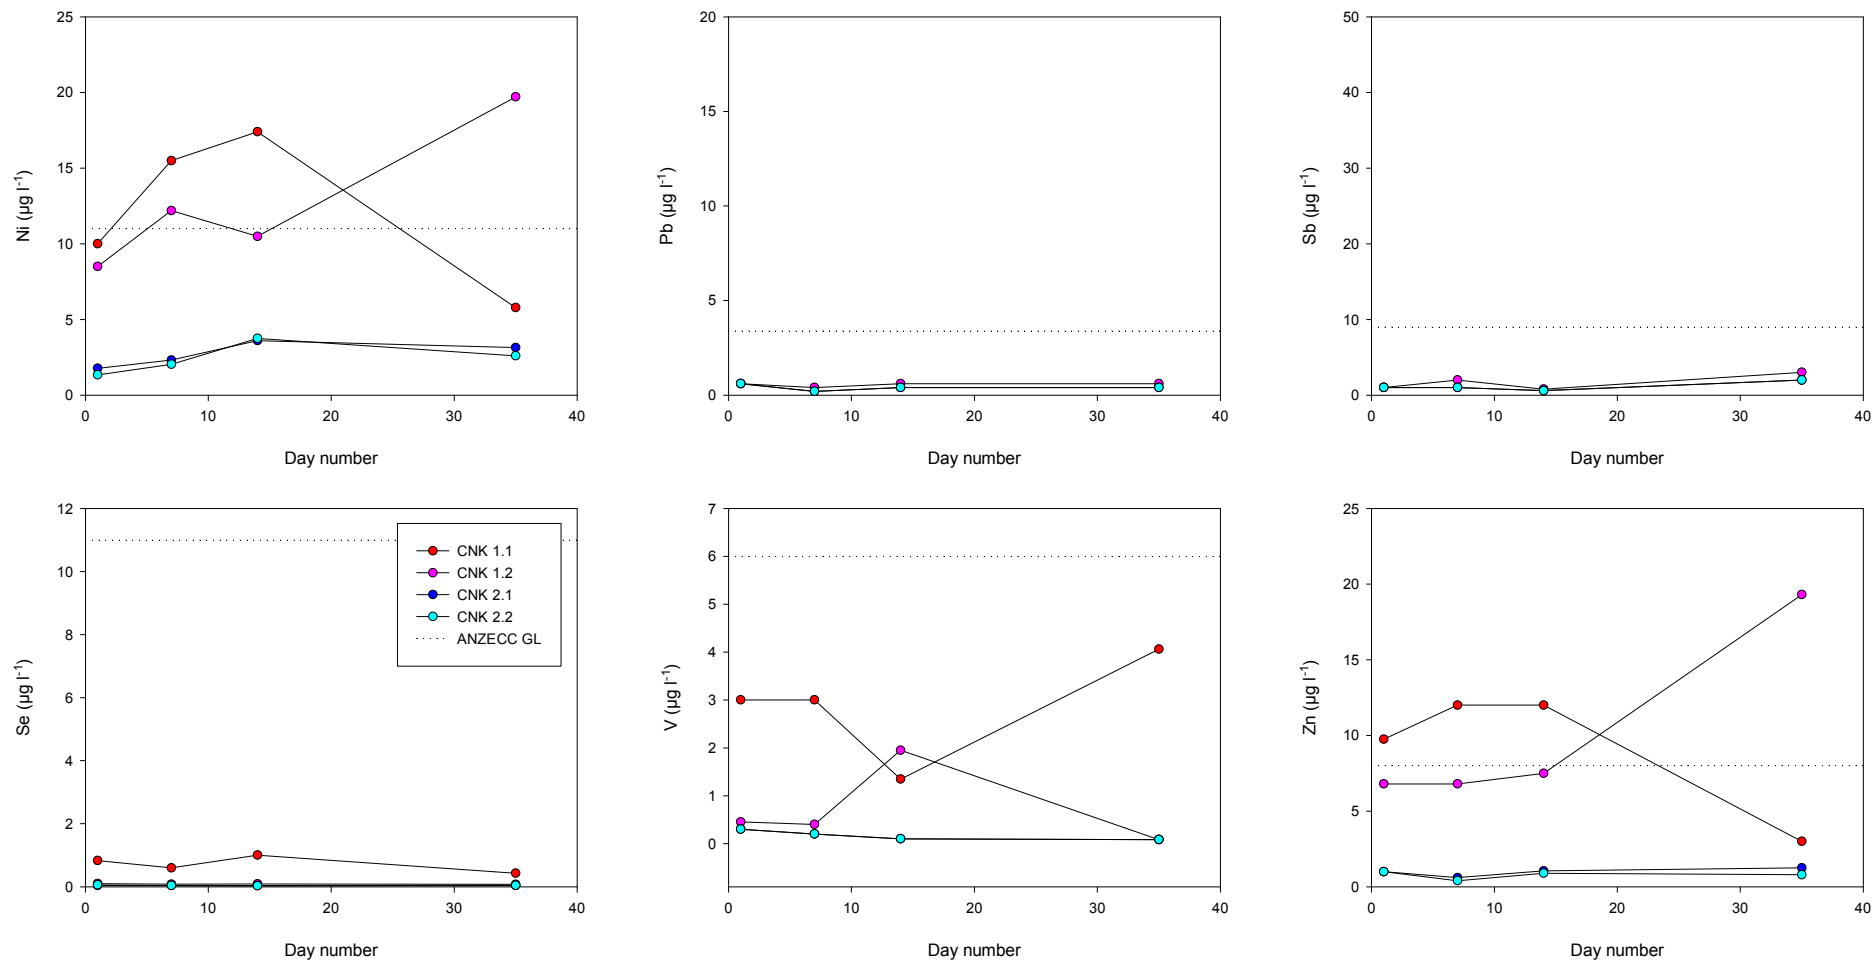 25
20
15
10
5
0
Ni (µg l-1)
0 10 20 30 40
Day number
20
15
10
5
0
Pb (µg l-1)
0 10 20 30 40
Day number
50
40
30
20
10
0
Sb (µg l-1)
0 10 20 30 40
Day number
12
10
8
6
4
2
0
Se (µg l-1)
CNK 1.1
CNK 1.2
CNK 2.1
CNK 2.2
ANZECC GL
0 10 20 30 40
Day number
7
6
5
4
3
2
1
0
V (µg l-1)
0 10 20 30 40
Day number
25
20
15
10
5
0
Zn (µg l-1)
0 10 20 30 40
Day number